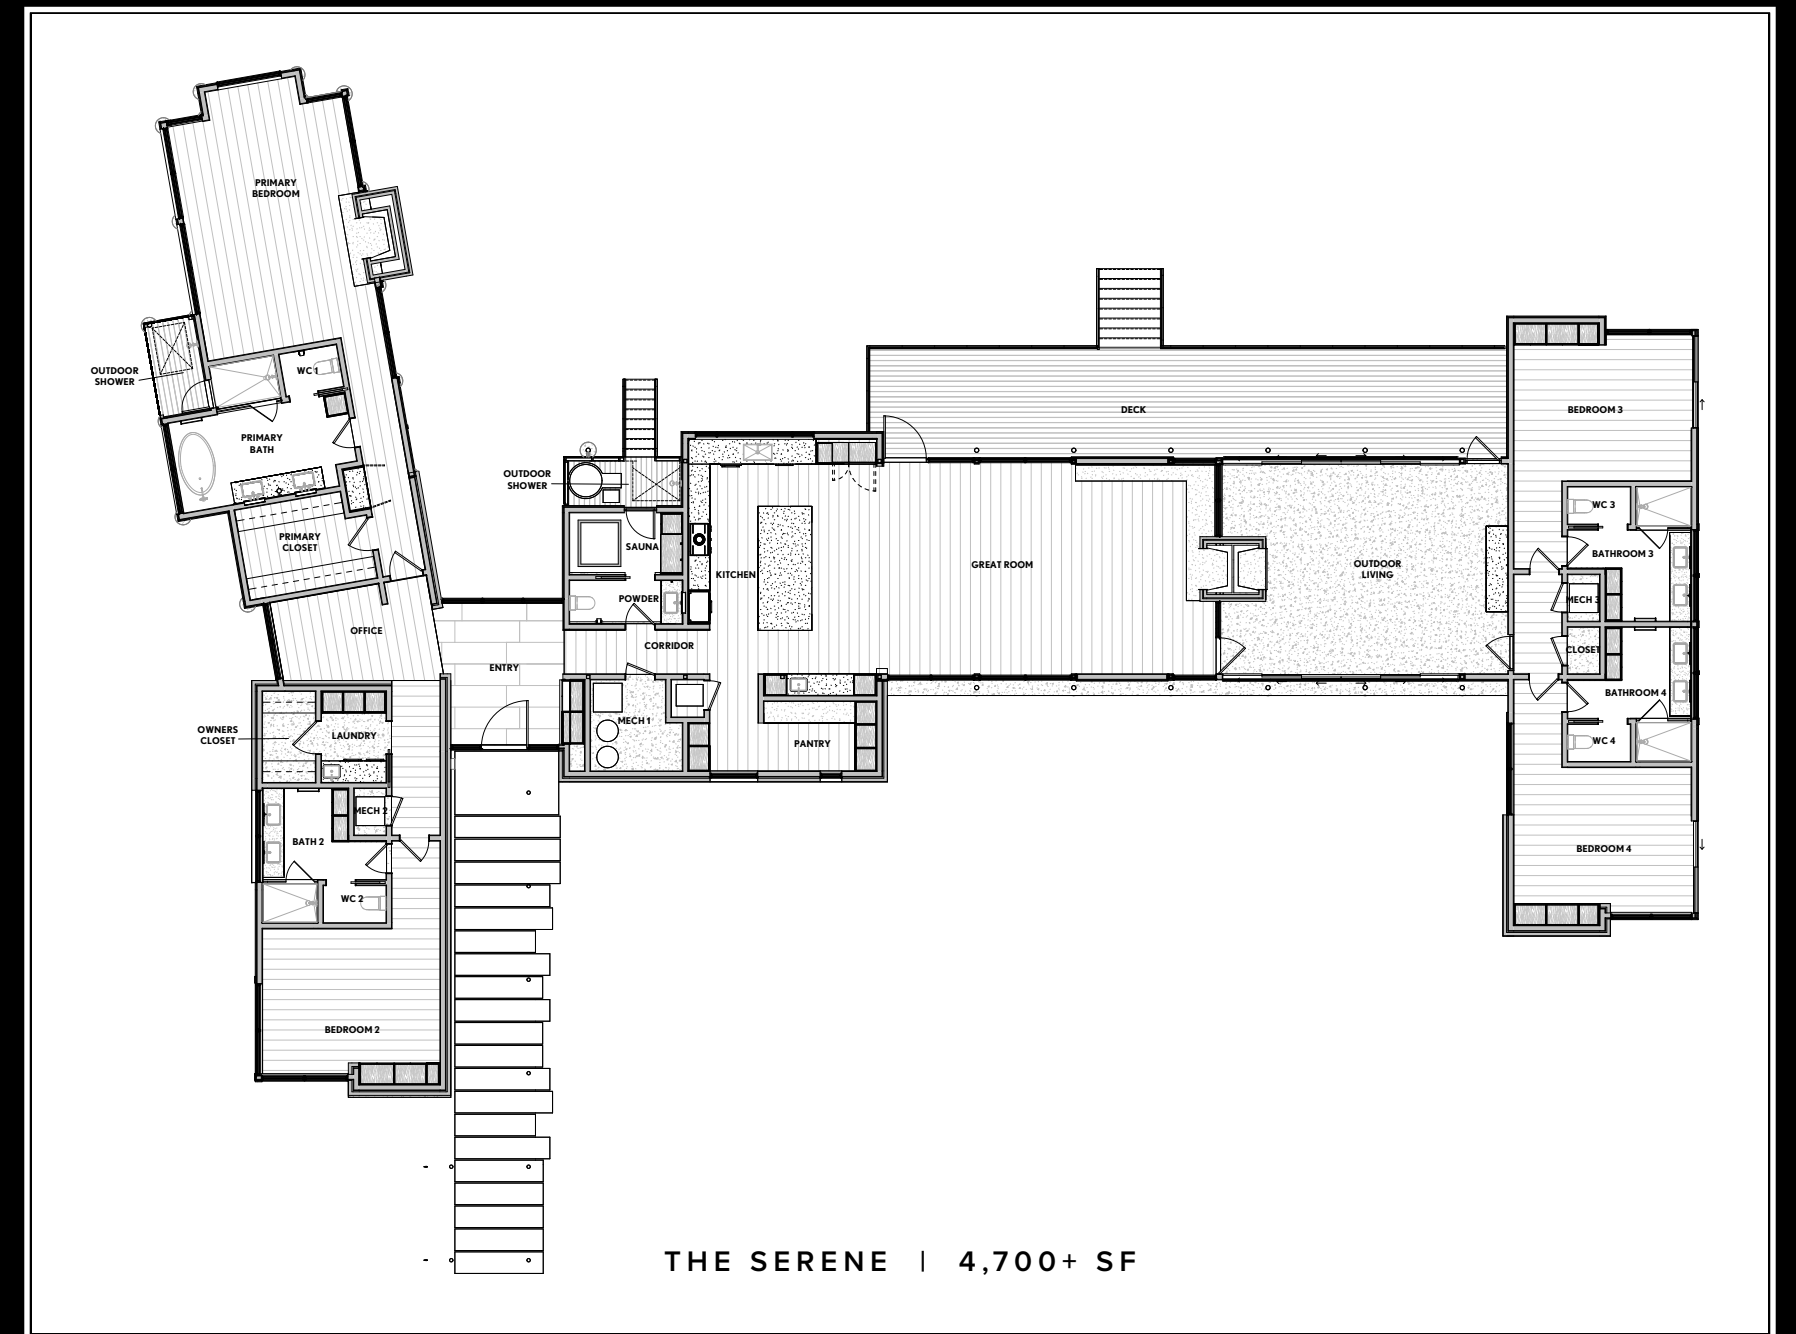 PRIMARY
BEDROOM
OUTDOOR
SHOWER
WC 1
PRIMARY
BATH
PRIMARY
CLOSET
OFFICE
ENTRY
OWNERS
CLOSET
LAUNDRY
MECH 2
BATH 2
WC 2
BEDROOM 2
OUTDOOR
SHOWER
SAUNA
POWDER
KITCHEN
CORRIDOR
MECH 1
PANTRY
GREAT ROOM
DECK
OUTDOOR
LIVING
BEDROOM 3
WC 3
BATHROOM 3
MECH 3
CLOSET
BATHROOM 4
WC 4
BEDROOM 4
THE SERENE | 4,700+ SF